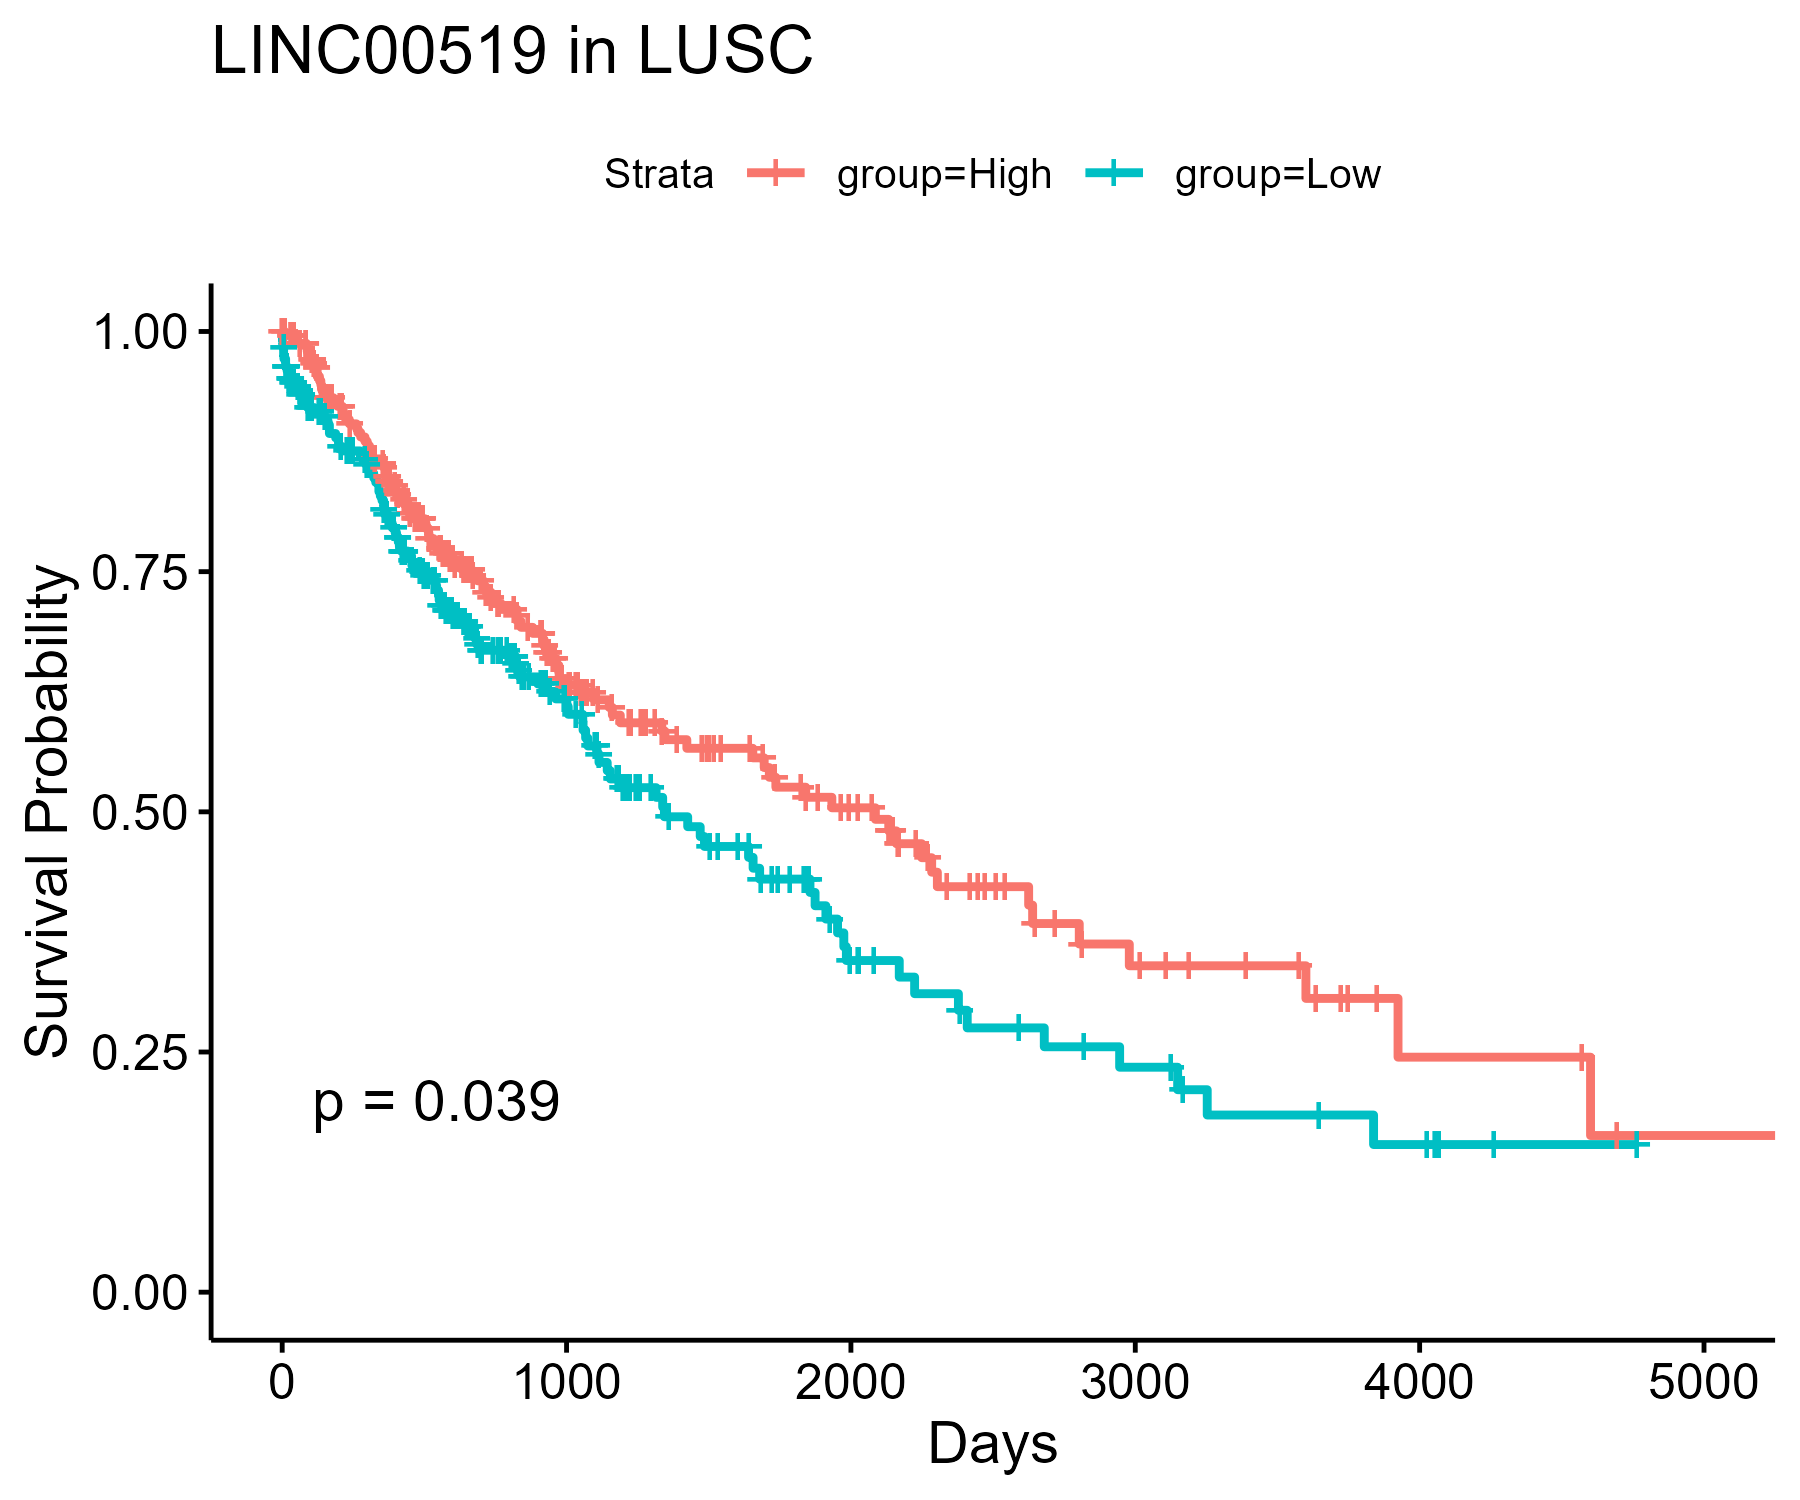 LINC00519 in LUSC
Strata group=High group=Low
Survival Probability
1.00
0.75
0.50
0.25
0.00
p = 0.039
0 1000 2000 3000 4000 5000
Days